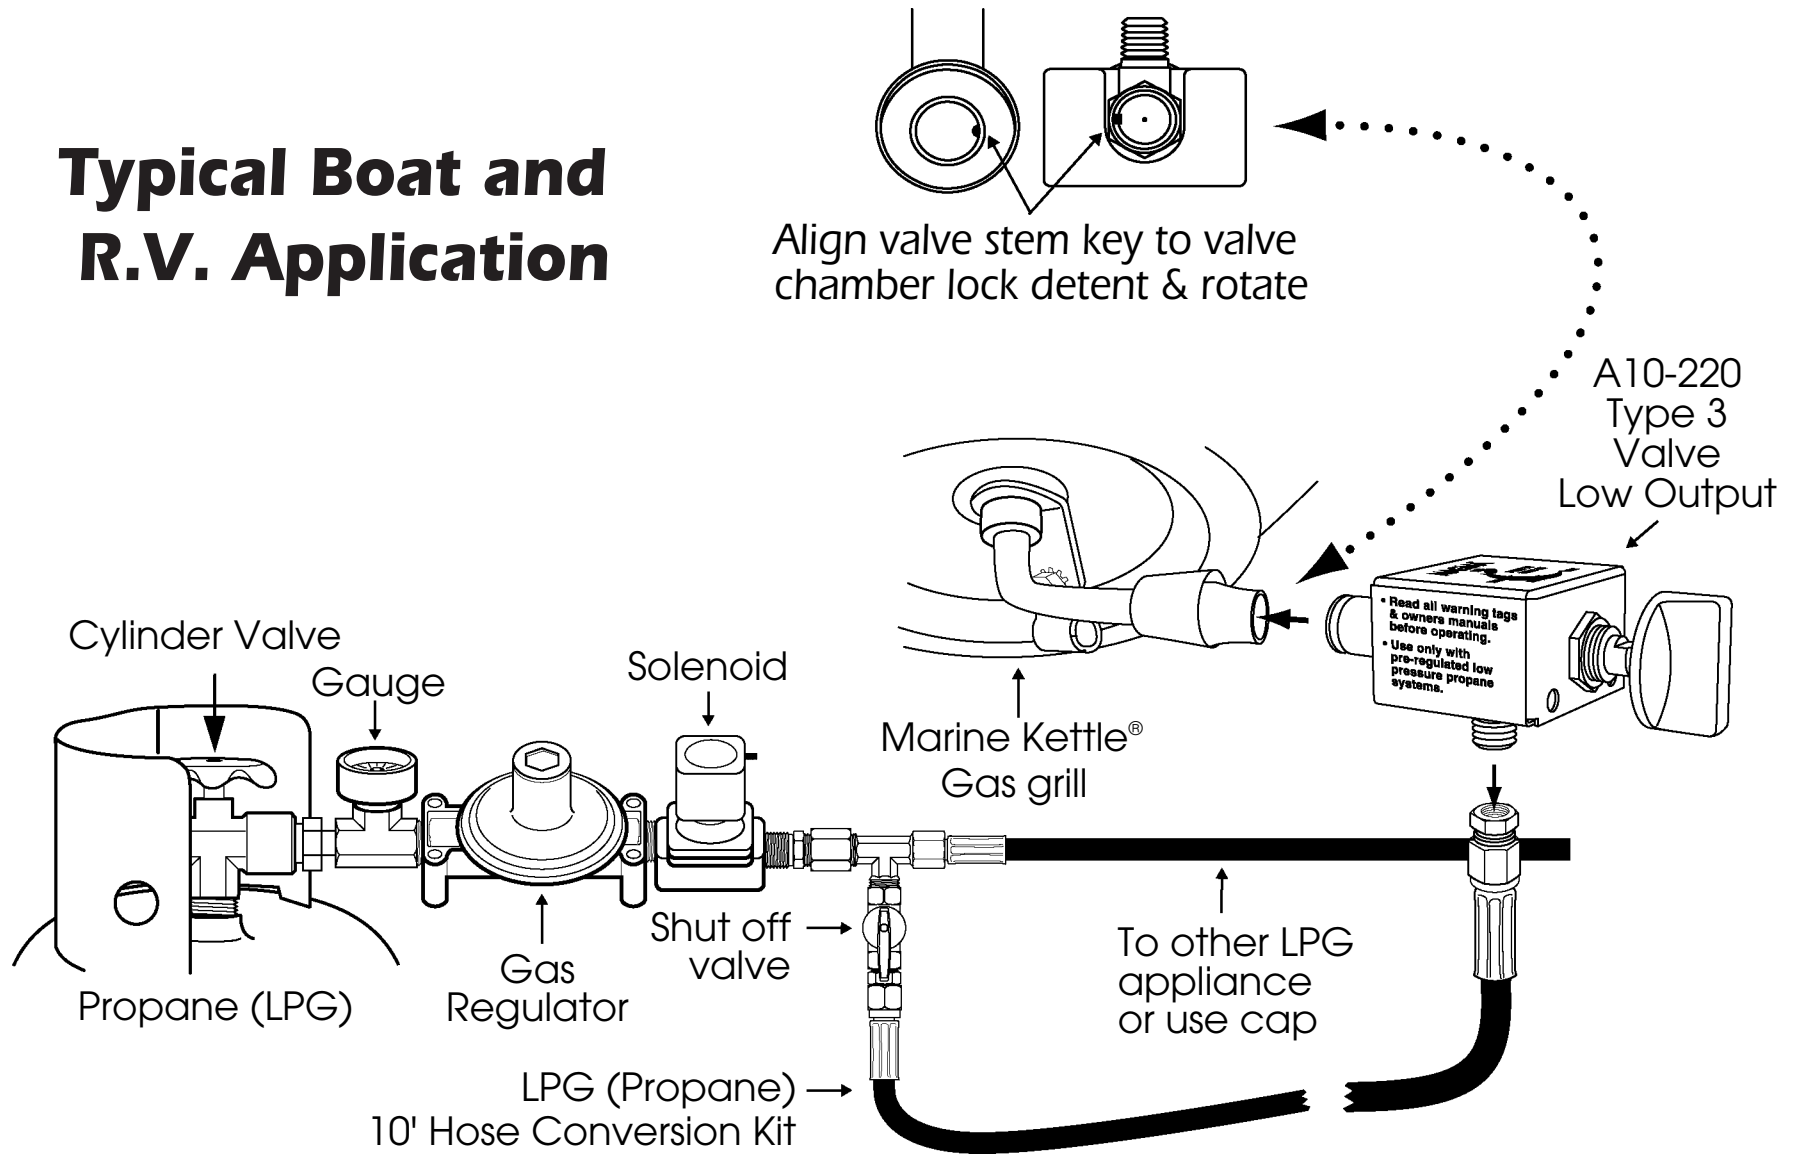 Typical Boat and
R.V. Application
Align valve stem key to valve
chamber lock detent & rotate
A10-220
Type 3
Valve
Low Output
• Read all warning tags
& owners manuals
before operating.
• Use only with
pre-regulated low
pressure propane
systems.
Cylinder Valve
Gauge
Solenoid
Marine Kettle®
Gas grill
Shut off
valve
To other LPG
appliance
or use cap
Gas
Regulator
Propane (LPG)
LPG (Propane)
10' Hose Conversion Kit